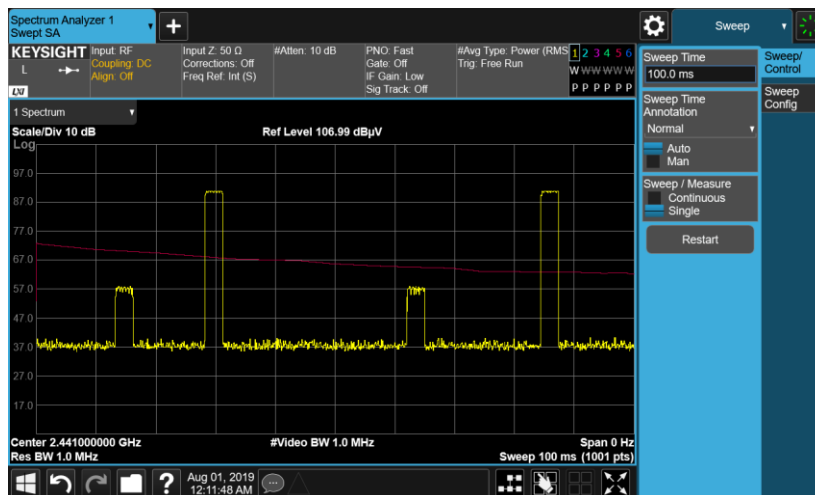 Spectrum Analyzer 1
Swept SA
Sweep
KEYSIGHT
L
LXI
Input: RF
Coupling: DC
Align: Off
Input Z: 50 Ω
Corrections: Off
Freq Ref: Int (S)
#Atten: 10 dB
PNO: Fast
Gate: Off
IF Gain: Low
Sig Track: Off
#Avg Type: Power (RMS
Trig: Free Run
1 2 3 4 5 6
W W W W W W
P P P P P P
1 Spectrum
Scale/Div 10 dB
Ref Level 106.99 dBµV
Log
97.0
87.0
77.0
67.0
57.0
47.0
37.0
27.0
17.0
Center 2.441000000 GHz
#Video BW 1.0 MHz
Span 0 Hz
Res BW 1.0 MHz
Sweep 100 ms (1001 pts)
Sweep Time
100.0 ms
Sweep Time
Annotation
Normal
Auto
Man
Sweep / Measure
Continuous
Single
Restart
Sweep/
Control
Sweep
Config
?
Aug 01, 2019
12:11:48 AM